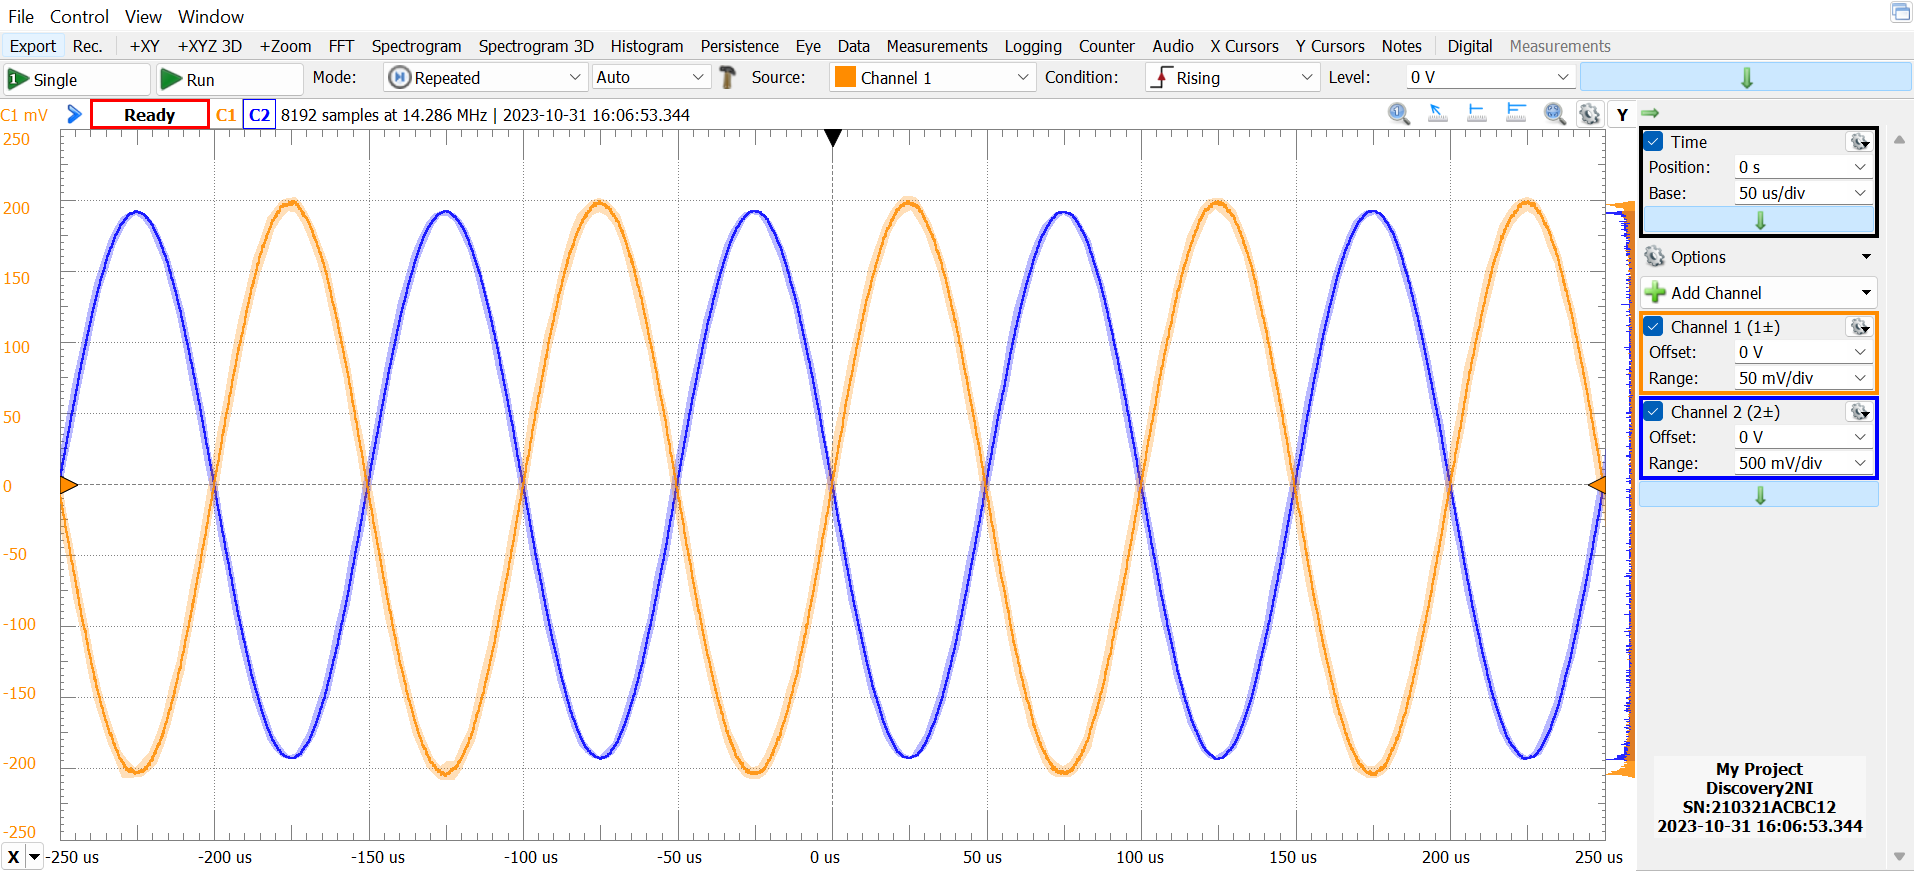 File Control View Window
Export Rec. +XY +XYZ 3D +Zoom FFT Spectrogram Spectrogram 3D Histogram Persistence Eye Data Measurements Logging Counter Audio X Cursors Y Cursors Notes Digital Measurements
1 Single Run Mode: Repeated Auto Source: Channel 1 Condition: Rising Level: 0 V
C1 mV Ready C1 C2 8192 samples at 14.286 MHz | 2023-10-31 16:06:53.344 Y
250
200
150
100
50
0
-50
-100
-150
-200
-250
X -250 us -200 us -150 us -100 us -50 us 0 us 50 us 100 us 150 us 200 us 250 us
Time
Position: 0 s
Base: 50 us/div
Options
Add Channel
Channel 1 (1±)
Offset: 0 V
Range: 50 mV/div
Channel 2 (2±)
Offset: 0 V
Range: 500 mV/div
My Project
Discovery2NI
SN:210321ACBC12
2023-10-31 16:06:53.344